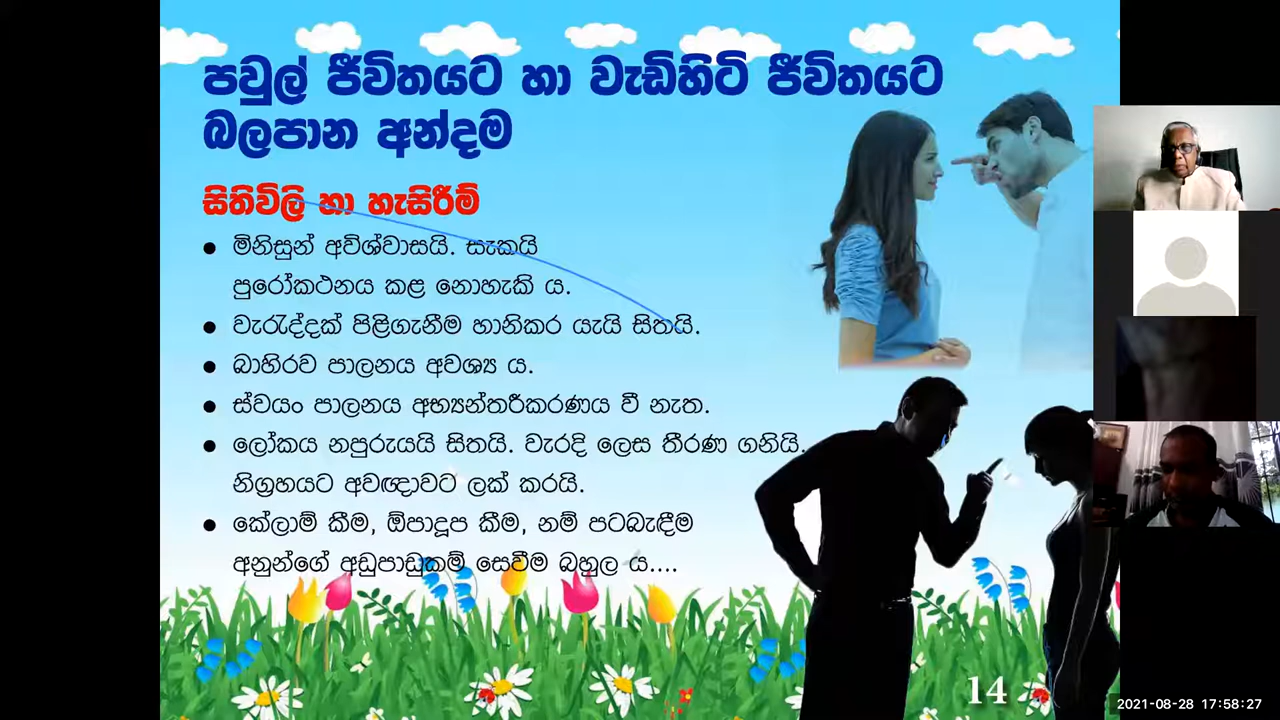 පවුල් ජීවිතයට හා වැඩිහිටි ජීවිතයට
බලපාන අන්දම
සිතිවිලි හා හැසිරීම්
● මිනිසුන් අවිශ්වාසයි. සැකයි
පුරෝකථනය කළ නොහැකි ය.
● වැරැද්දක් පිළිගැනීම හානිකර යැයි සිතයි.
● බාහිරව පාලනය අවශ්‍ය ය.
● ස්වයං පාලනය අභ්‍යන්තරීකරණය වී නැත.
● ලෝකය නපුරුයයි සිතයි. වැරදි ලෙස තීරණ ගනියි.
නිග්‍රහයට අවඥාවට ලක් කරයි.
● කේලාම් කීම, ඕපාදූප කීම, නම් පටබැඳීම
අනුන්ගේ අඩුපාඩුකම් සෙවීම බහුල ය....
14
2021-08-28 17:58:27